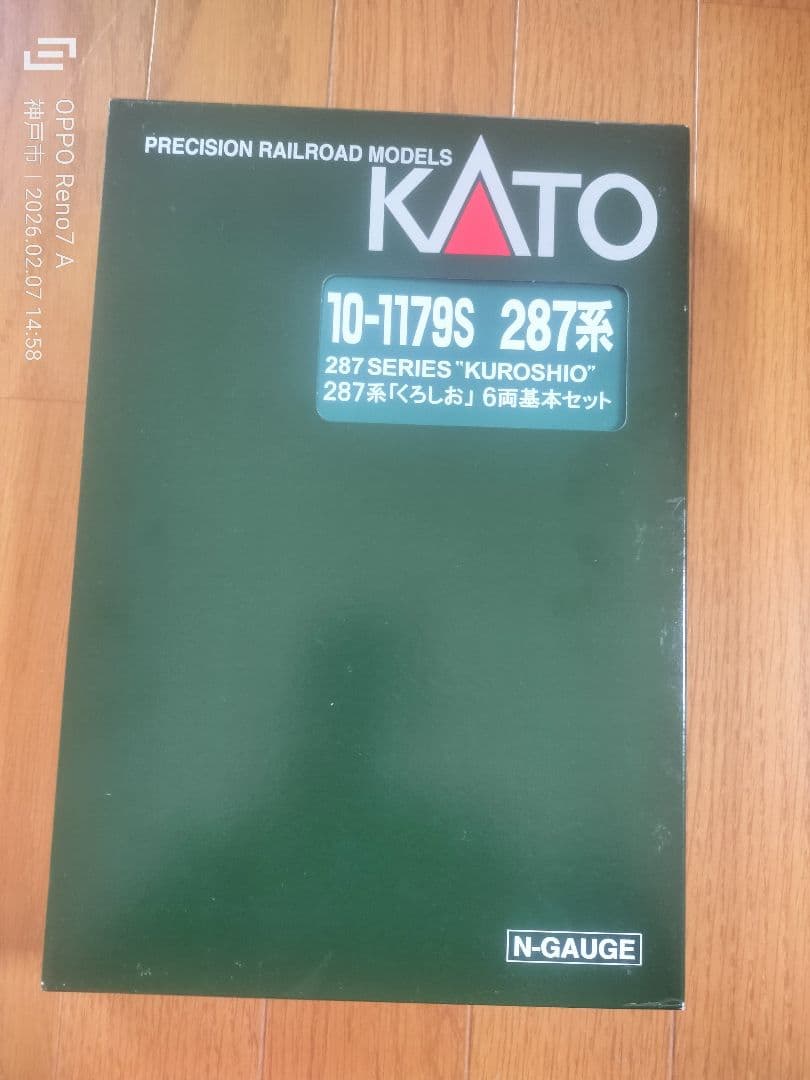 PRECISION RAILROAD MODELS
KATO
10-1179S 287系
287 SERIES "KUROSHIO"
287系「くろしお」 6両基本セット
N-GAUGE
OPPO Reno7 A
神戸市 | 2026.02.07 14:58